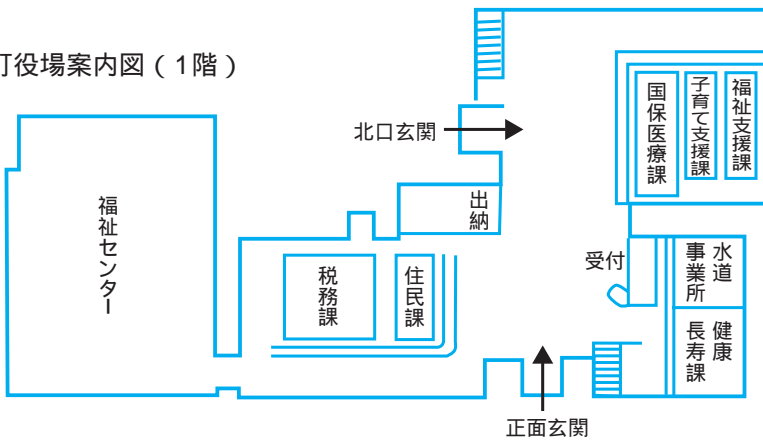 町役場案内図(1階)
北口玄関
国保医療課
子育て支援課
福祉支援課
福祉センター
出納
税務課
住民課
受付
水道
事業所
健康
長寿課
正面玄関